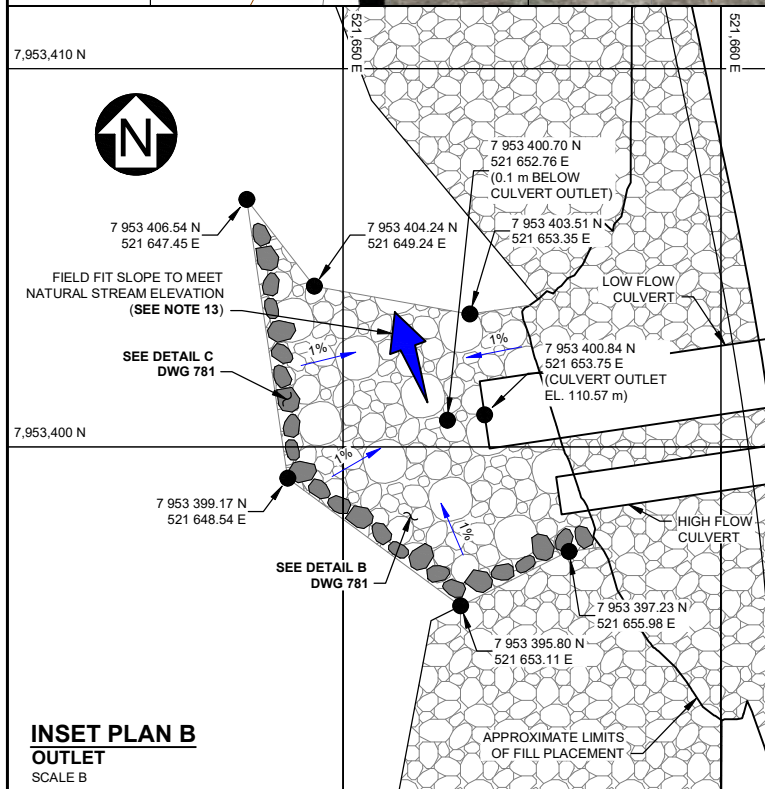 521,650 E
521,660 E
7,953,410 N
N
7 953 400.70 N
521 652.76 E
(0.1 m BELOW
CULVERT OUTLET)
7 953 406.54 N
521 647.45 E
7 953 404.24 N
521 649.24 E
7 953 403.51 N
521 653.35 E
FIELD FIT SLOPE TO MEET
NATURAL STREAM ELEVATION
(SEE NOTE 13)
LOW FLOW
CULVERT
1%
1%
SEE DETAIL C
DWG 781
7 953 400.84 N
521 653.75 E
(CULVERT OUTLET
EL. 110.57 m)
7,953,400 N
1%
7 953 399.17 N
521 648.54 E
1%
HIGH FLOW
CULVERT
SEE DETAIL B
DWG 781
7 953 397.23 N
521 655.98 E
7 953 395.80 N
521 653.11 E
APPROXIMATE LIMITS
OF FILL PLACEMENT
INSET PLAN B
OUTLET
SCALE B